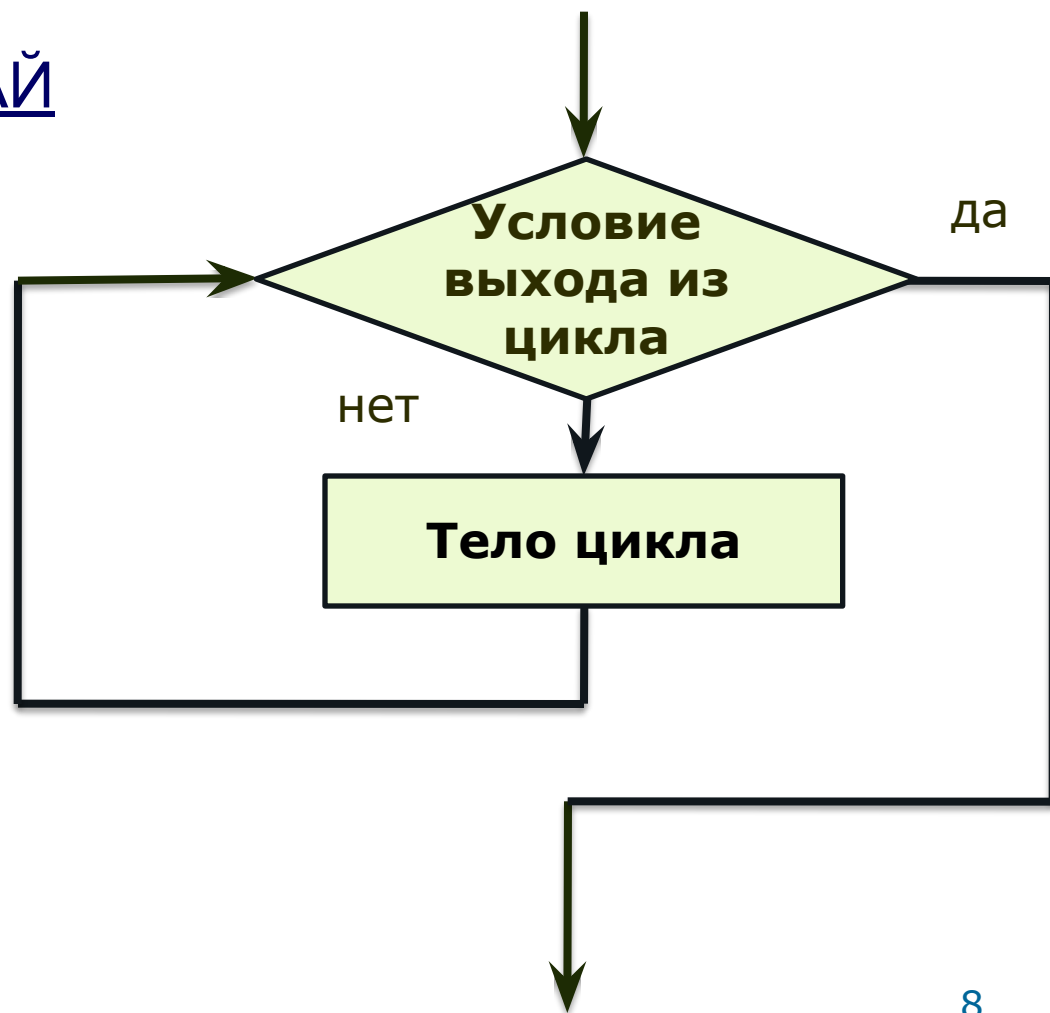 АЙ
да
Условие
выхода из
цикла
нет
Тело цикла
8